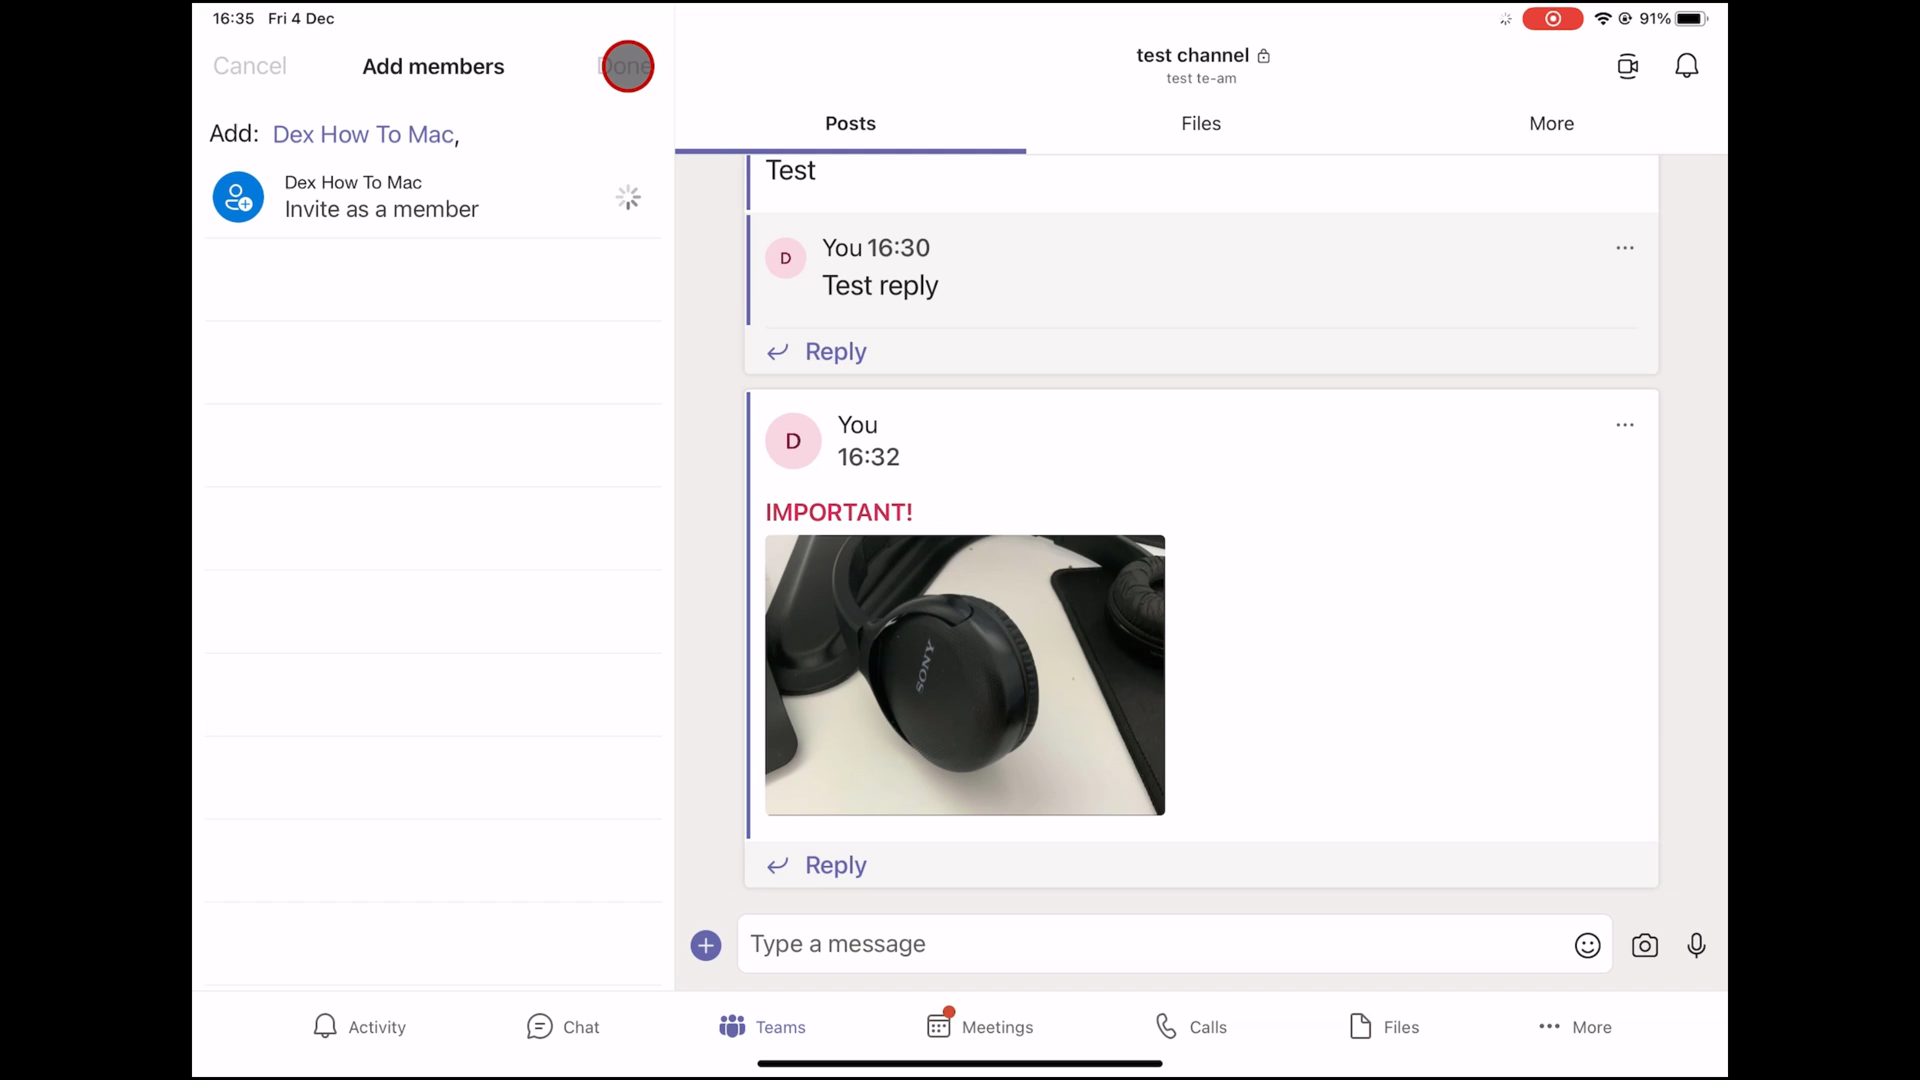 16:35 Fri 4 Dec
91%
Cancel
Add members
Done
Add: Dex How To Mac,
Dex How To Mac
Invite as a member
test channel
test te-am
Posts
Files
More
Test
D
You 16:30
Test reply
Reply
D
You
16:32
IMPORTANT!
SONY
Reply
Type a message
Activity
Chat
Teams
Meetings
Calls
Files
More